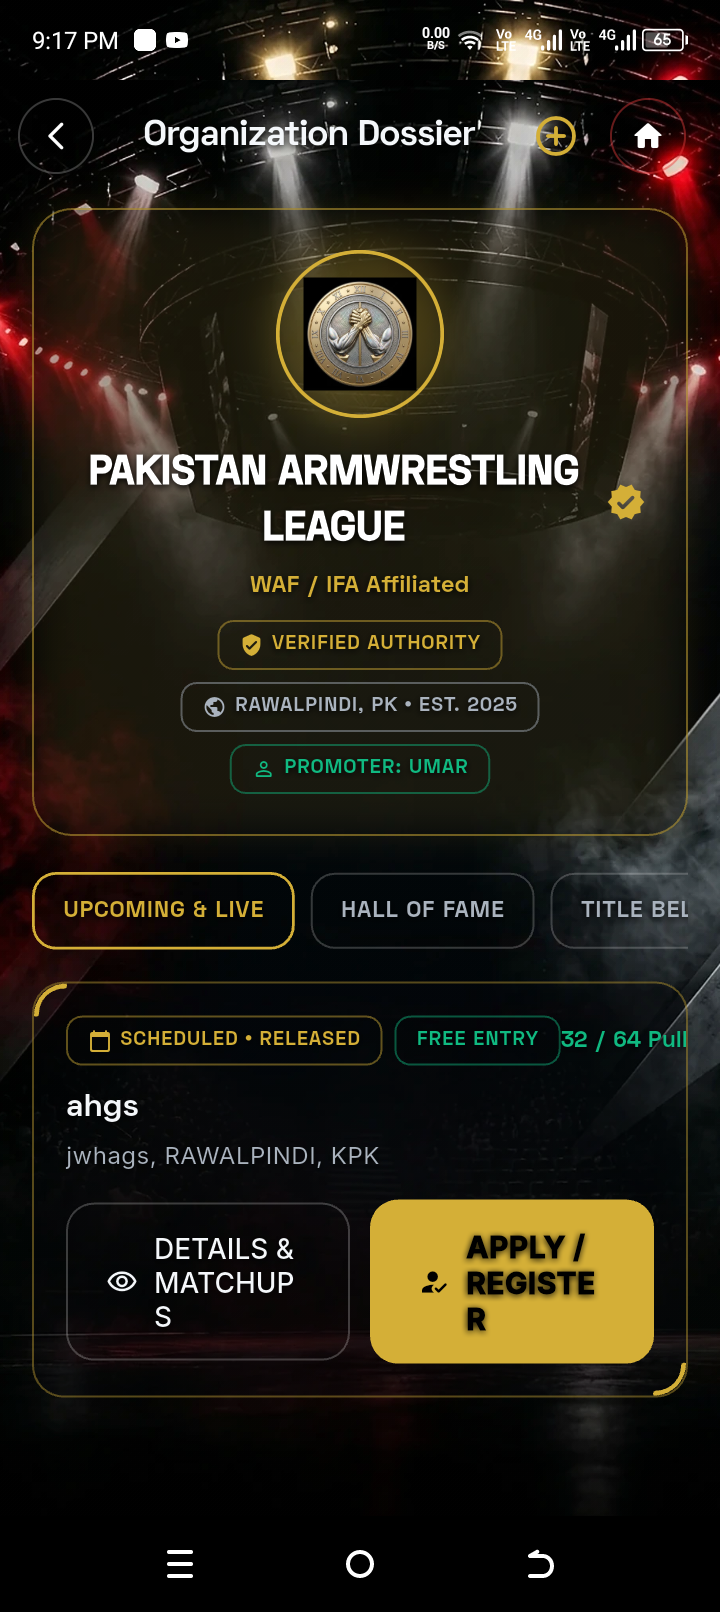 9:17 PM
0.00 B/S
Vo LTE 4G Vo LTE 4G 65
Organization Dossier'
PAKISTAN ARMWRESTLING
LEAGUE
WAF / IFA Affiliated
VERIFIED AUTHORITY
RAWALPINDI, PK • EST. 2025
PROMOTER: UMAR
UPCOMING & LIVE HALL OF FAME TITLE BEL
SCHEDULED • RELEASED FREE ENTRY 32 / 64 Pull
ahgs
jwhags, RAWALPINDI, KPK
DETAILS &
MATCHUP
S
APPLY /
REGISTE
R